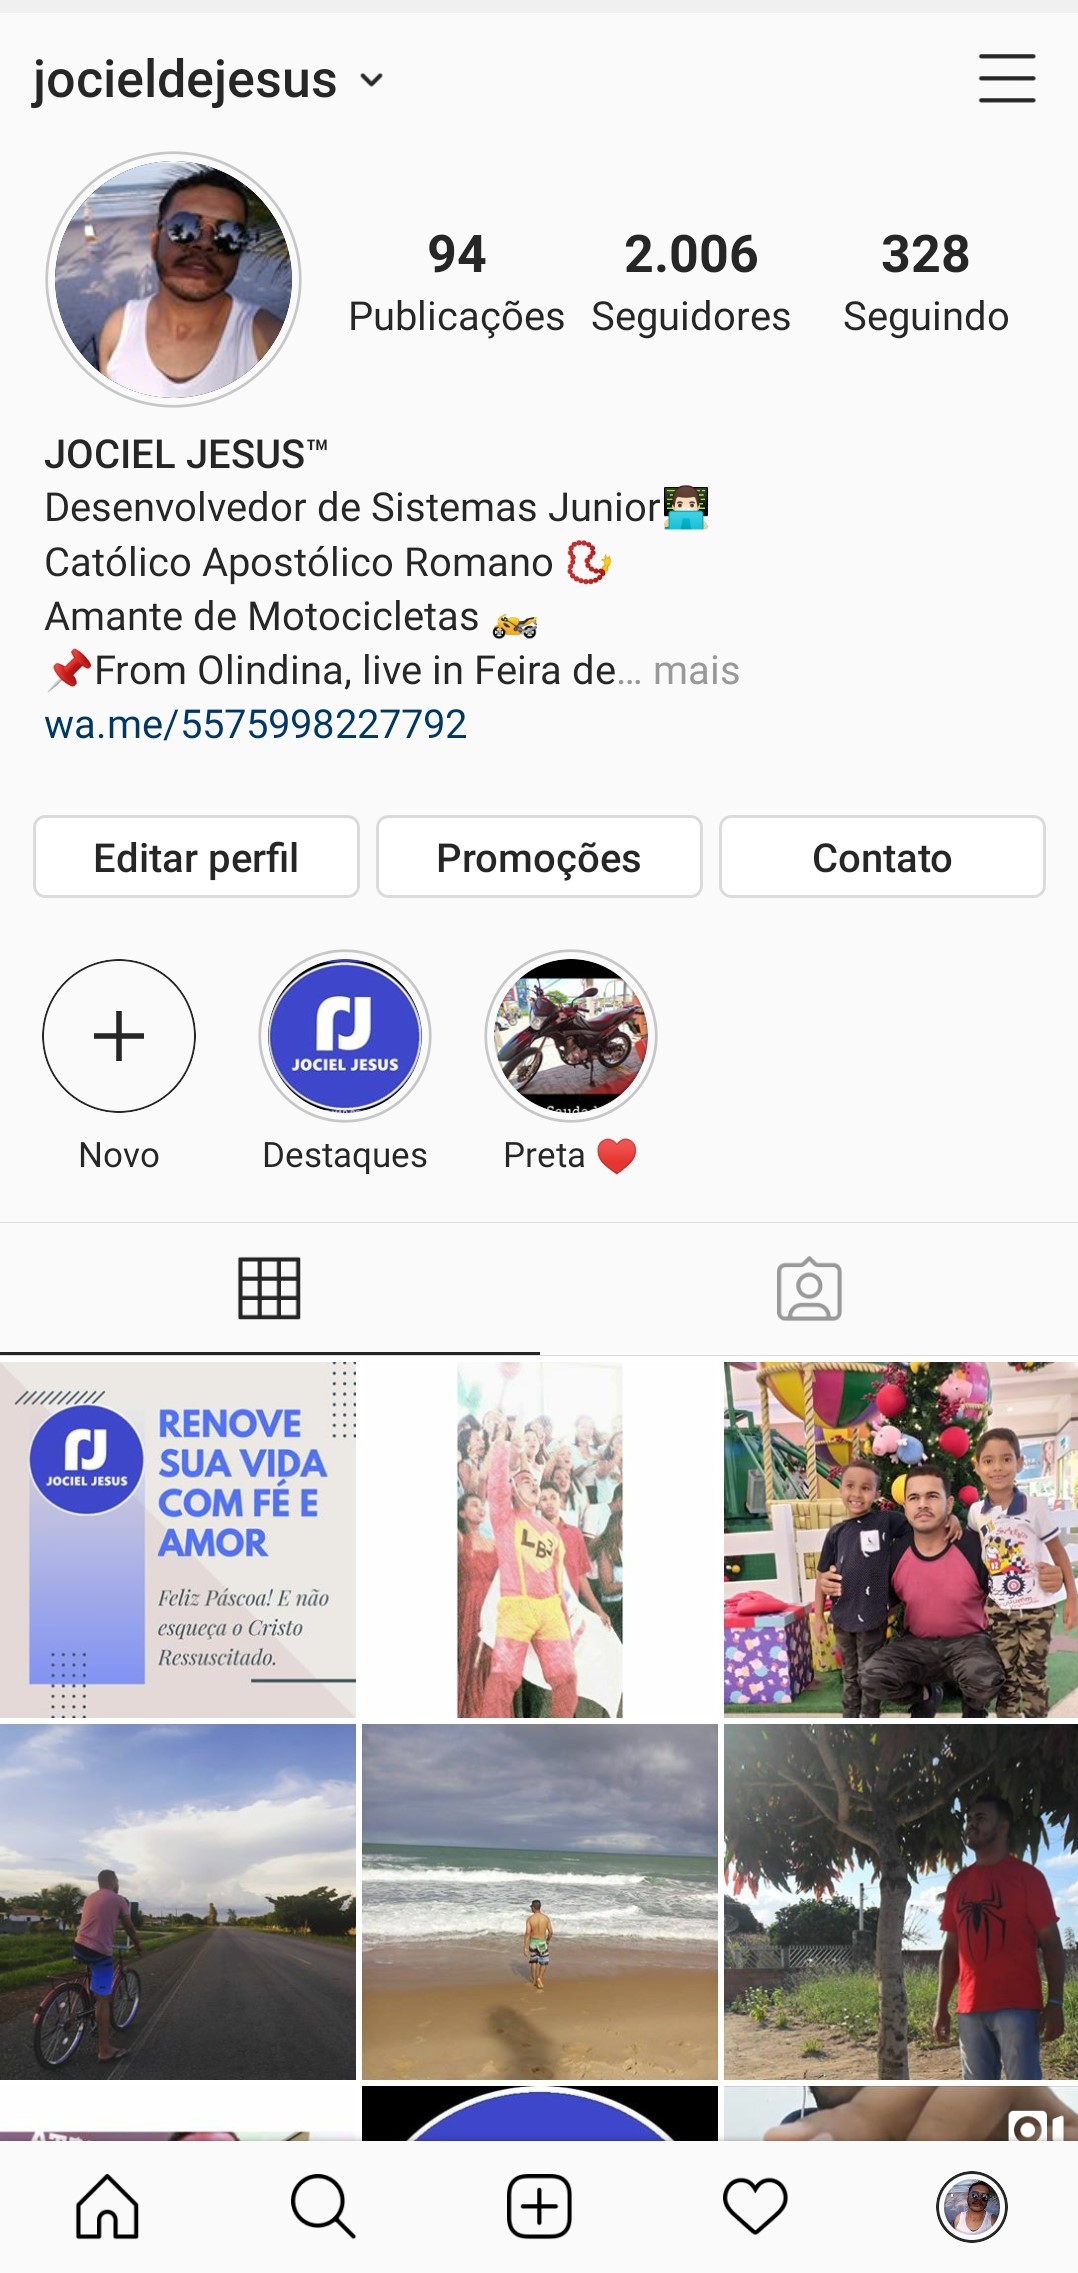 jocieldejesus
94 2.006 328
Publicações Seguidores Seguindo
JOCIEL JESUS™
Desenvolvedor de Sistemas Junior👨🏻‍💻
Católico Apostólico Romano 📿
Amante de Motocicletas 🏍️
📌From Olindina, live in Feira de... mais
wa.me/5575998227792
Editar perfil Promoções Contato
JOCIEL JESUS
Novo Destaques Preta ❤️
JOCIEL JESUS
RENOVE
SUA VIDA
COM FÉ E
AMOR
Feliz Páscoa! E não
esqueça o Cristo
Ressuscitado.